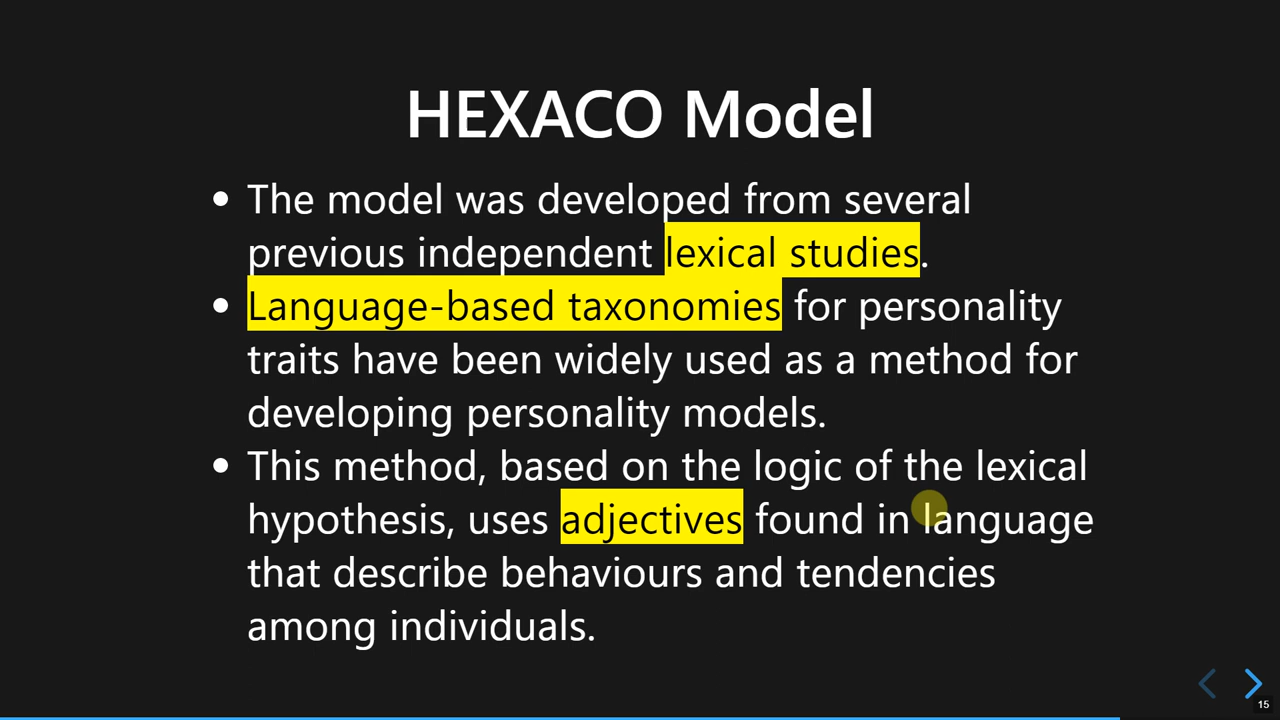 HEXACO Model
• The model was developed from several
previous independent lexical studies.
• Language-based taxonomies for personality
traits have been widely used as a method for
developing personality models.
• This method, based on the logic of the lexical
hypothesis, uses adjectives found in language
that describe behaviours and tendencies
among individuals.
15